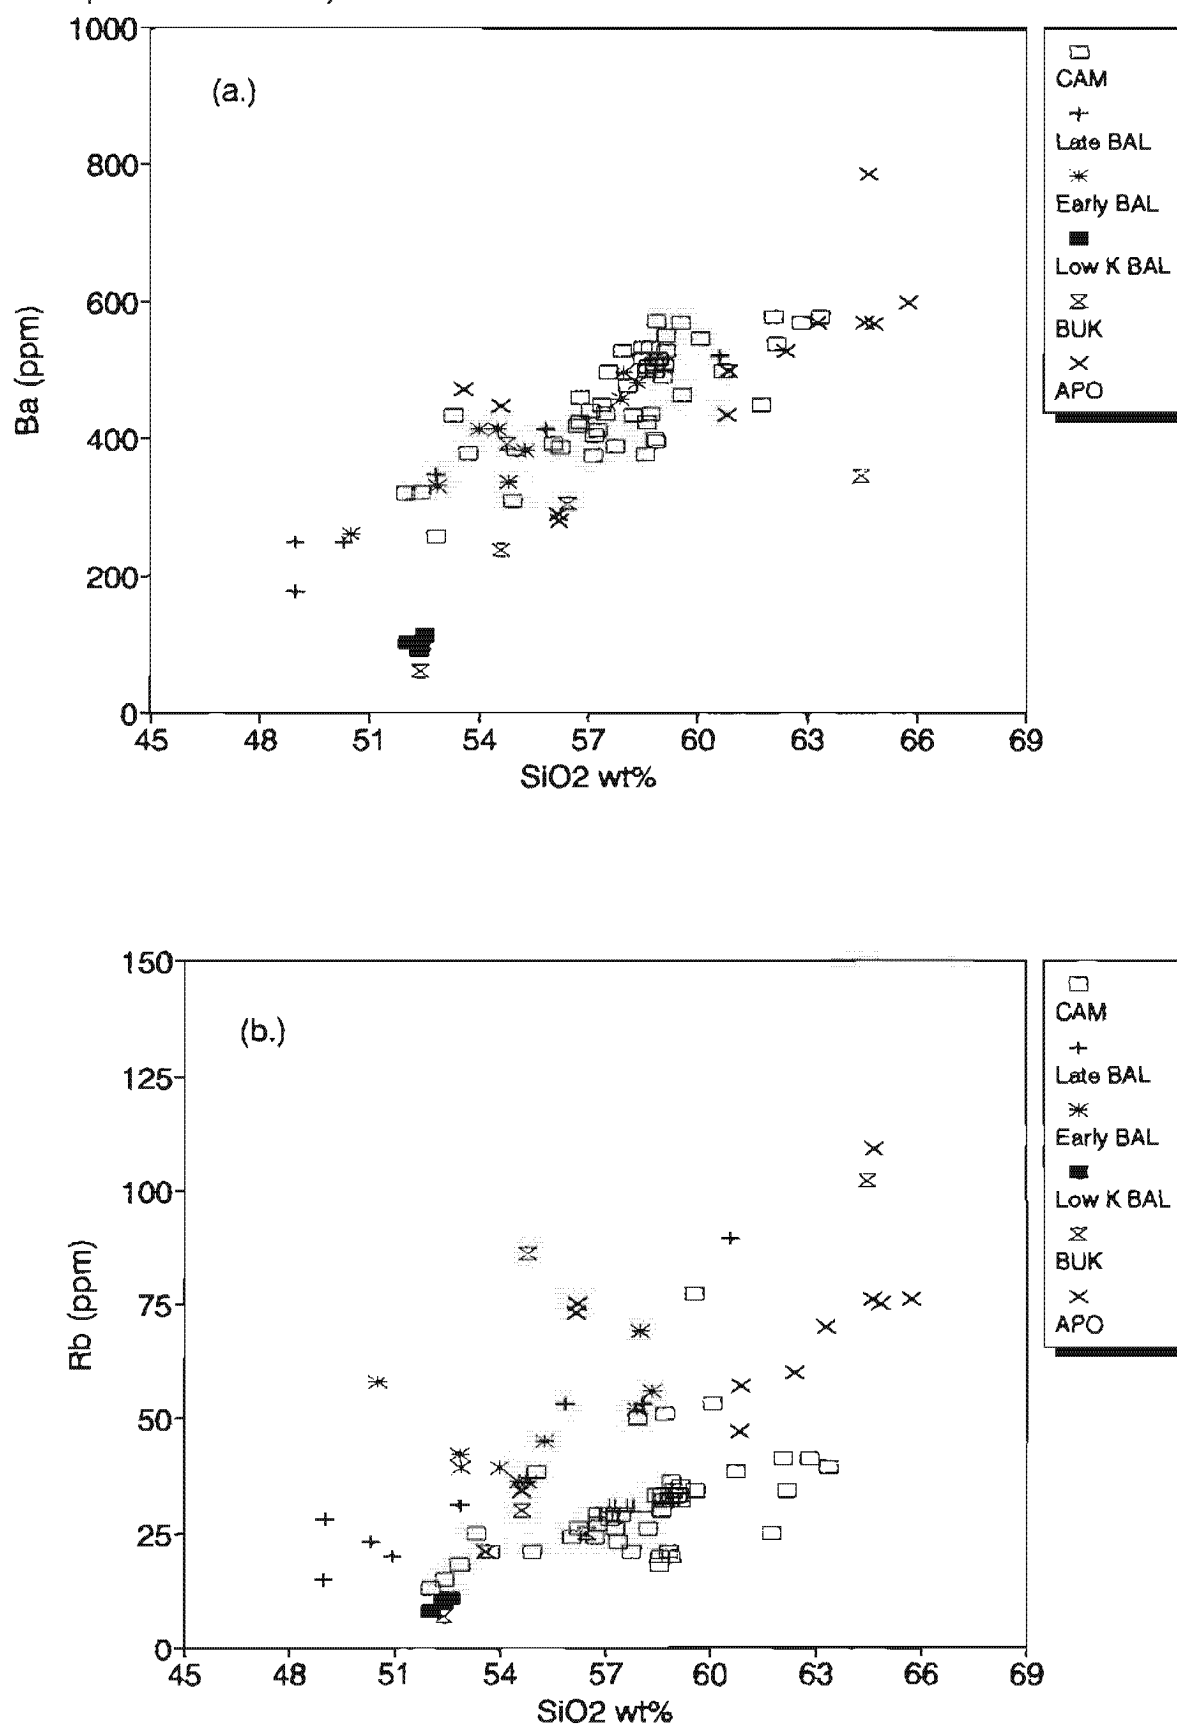 1000
(a.)
800
600
400
200
0
Ba (ppm)
45 48 51 54 57 60 63 66 69
SiO2 wt%
CAM
Late BAL
Early BAL
Low K BAL
BUK
APO
150
(b.)
125
100
75
50
25
0
Rb (ppm)
45 48 51 54 57 60 63 66 69
SiO2 wt%
CAM
Late BAL
Early BAL
Low K BAL
BUK
APO